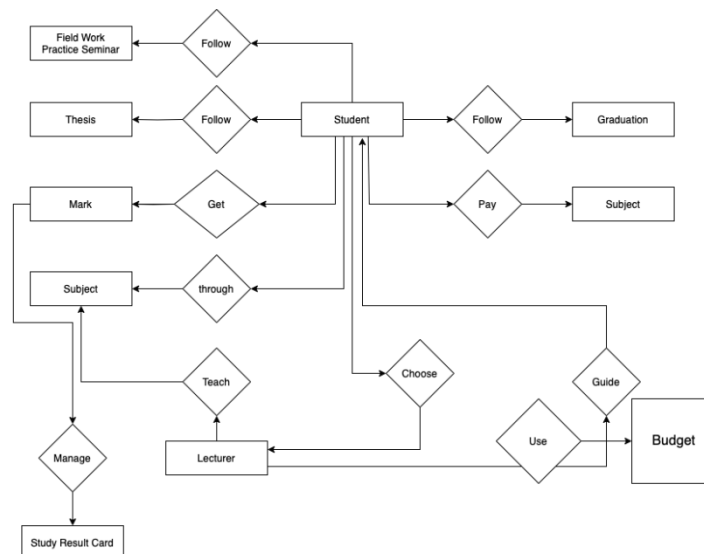 Field Work
Practice Seminar
Follow
Thesis
Follow
Student
Follow
Graduation
Mark
Get
Pay
Subject
Subject
through
Teach
Choose
Guide
Manage
Lecturer
Use
Budget
Study Result Card